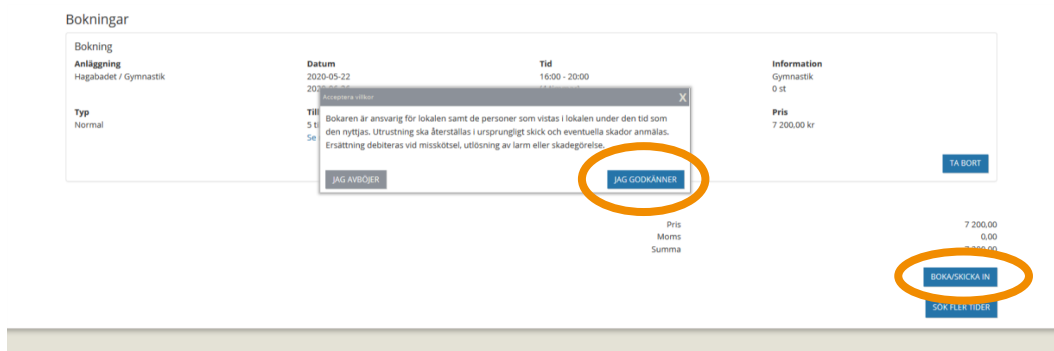 Bokningar
Bokning
Anläggning Datum Tid Information
Hagabadet / Gymnastik 2020-05-22 16:00 - 20:00 Gymnastik
0 st
Acceptera villkor X
Typ Pris
Normal 7 200,00 kr
Bokaren är ansvarig för lokalen samt de personer som vistas i lokalen under den tid som
den nyttjas. Utrustning ska återställas i ursprungligt skick och eventuella skador anmälas.
Ersättning debiteras vid misskötsel, utlösning av larm eller skadegörelse.
TA BORT
JAG AVBÖJER JAG GODKÄNNER
Pris 7 200,00
Moms 0,00
Summa 7 200,00
BOKA/SKICKA IN
SÖK FLER TIDER